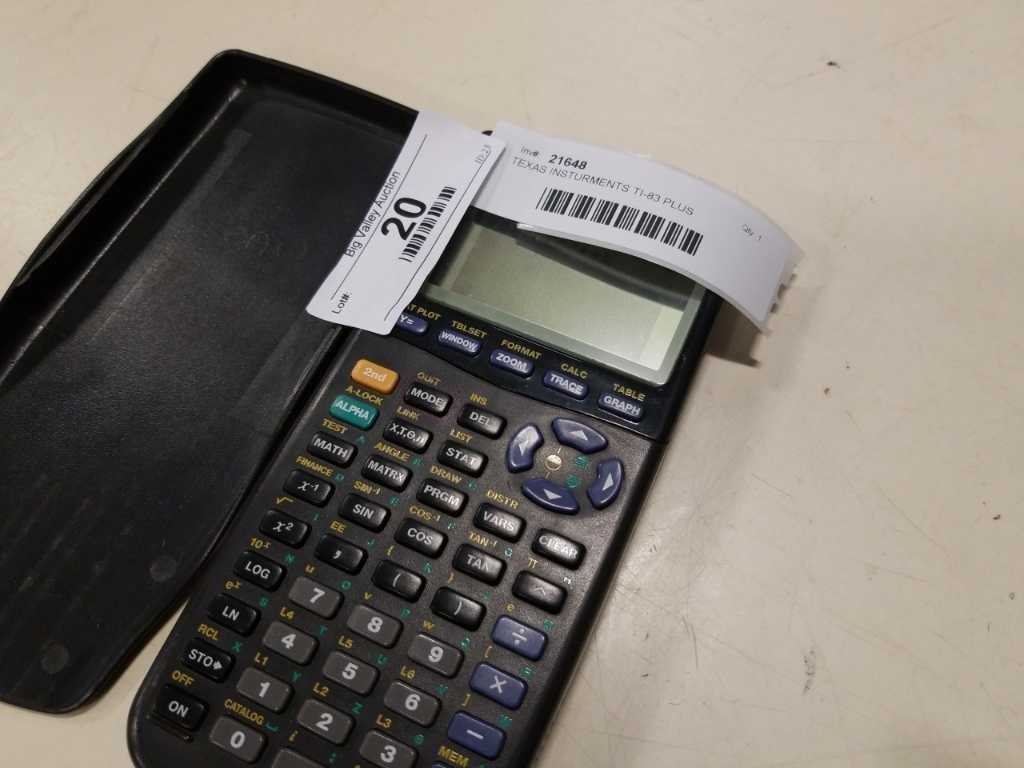 Big Valley Auction
20
Lot#:
Inv#: 21648
TEXAS INSTURMENTS TI-83 PLUS
Qty 1
PLOT TBLSET FORMAT CALC TABLE
Y= WINDOW ZOOM TRACE GRAPH
QUIT INS
2nd MODE DEL
A-LOCK LINK LIST
ALPHA X,T,Θ,n STAT
TEST A ANGLE B DRAW C DISTR
MATH MATRX PRGM VARS CLEAR
FINANCE D SIN⁻¹ E COS⁻¹ F TAN⁻¹ G π H
x⁻¹ SIN COS TAN ^
√ I EE J { K } L e M
x² , ( ) ÷
10ˣ N u O v P w Q [ R
LOG 7 8 9 ×
eˣ S L4 T L5 U L6 ] W
LN 4 5 6 −
RCL X L1 Y L2 Z L3 MEM
STO➔ 1 2 3
OFF CATALOG i :
ON 0